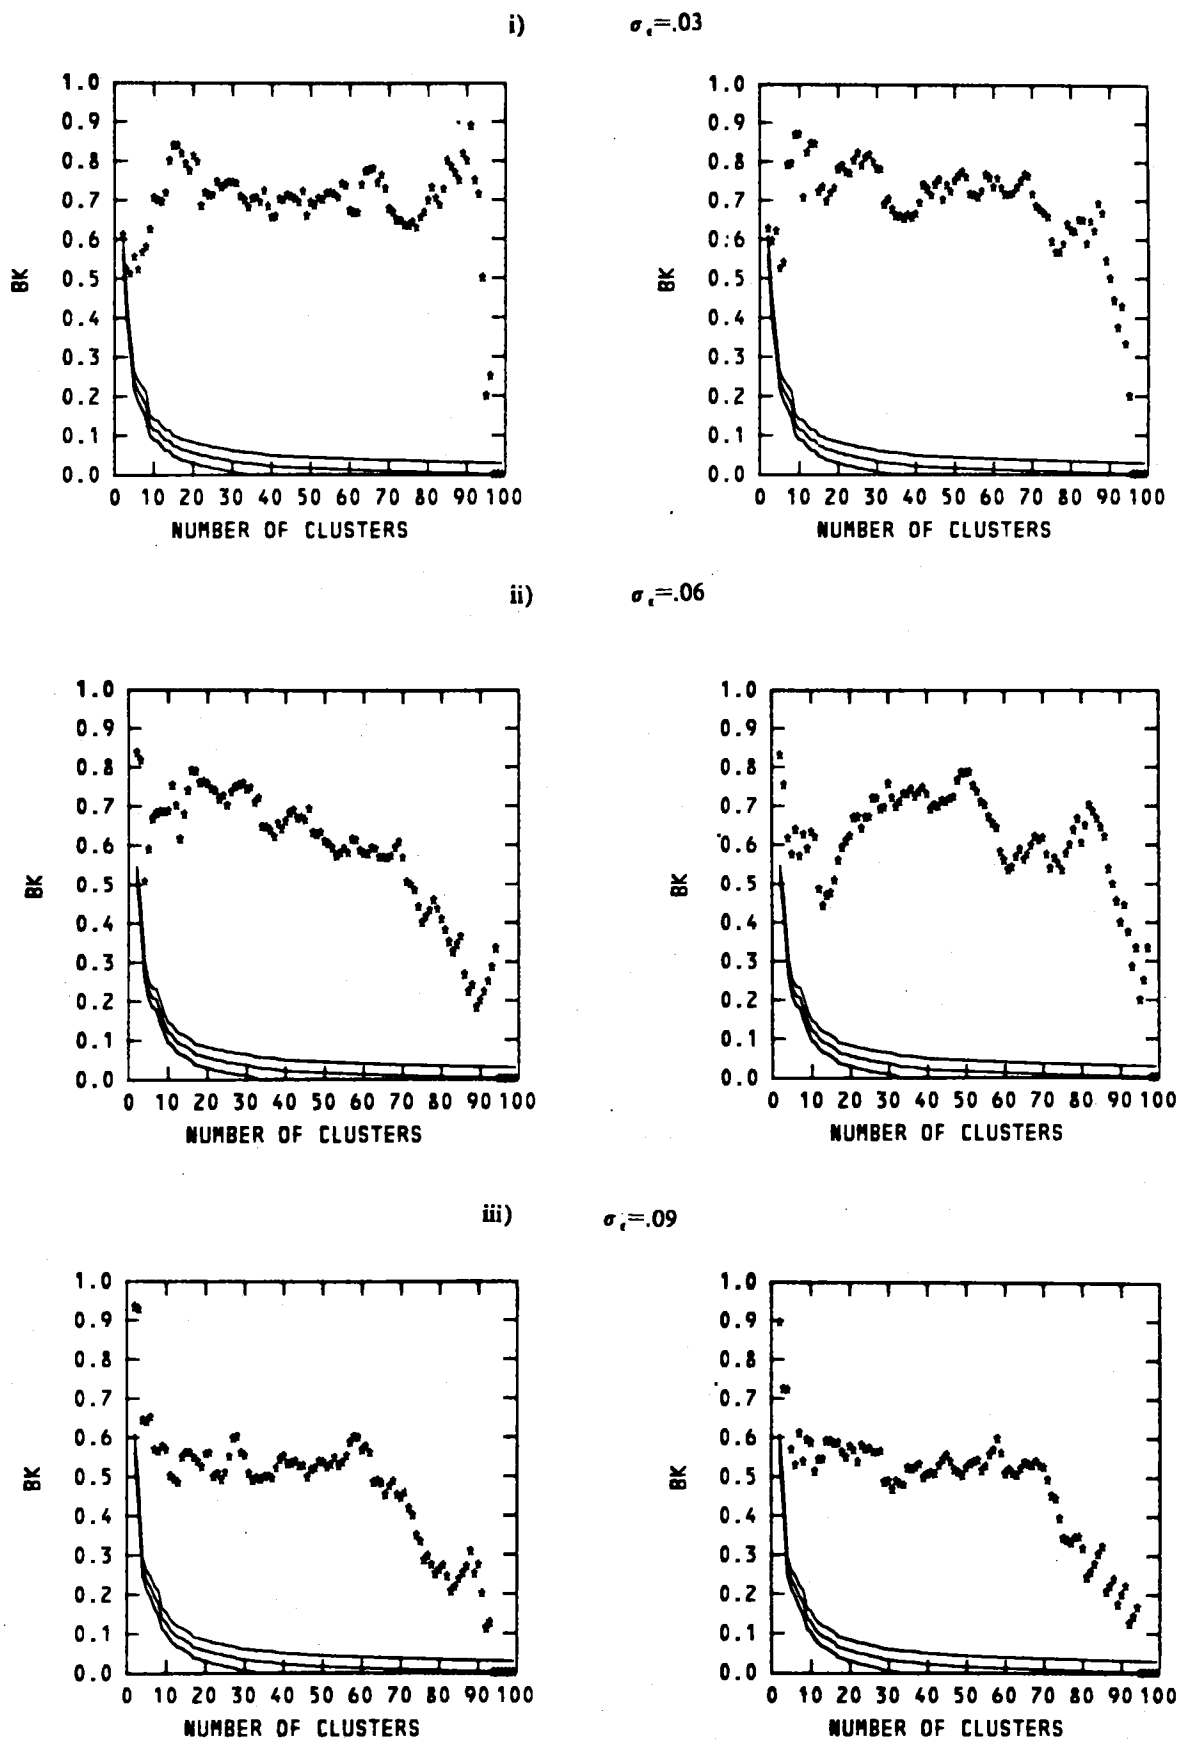 i) σε=.03
1.0 1.0
0.9 0.9
0.8 0.8
0.7 0.7
0.6 0.6
BK 0.5 BK 0.5
0.4 0.4
0.3 0.3
0.2 0.2
0.1 0.1
0.0 0.0
0 10 20 30 40 50 60 70 80 90 100 0 10 20 30 40 50 60 70 80 90 100
NUMBER OF CLUSTERS NUMBER OF CLUSTERS
ii) σε=.06
1.0 1.0
0.9 0.9
0.8 0.8
0.7 0.7
0.6 0.6
BK 0.5 BK 0.5
0.4 0.4
0.3 0.3
0.2 0.2
0.1 0.1
0.0 0.0
0 10 20 30 40 50 60 70 80 90 100 0 10 20 30 40 50 60 70 80 90 100
NUMBER OF CLUSTERS NUMBER OF CLUSTERS
iii) σε=.09
1.0 1.0
0.9 0.9
0.8 0.8
0.7 0.7
0.6 0.6
BK 0.5 BK 0.5
0.4 0.4
0.3 0.3
0.2 0.2
0.1 0.1
0.0 0.0
0 10 20 30 40 50 60 70 80 90 100 0 10 20 30 40 50 60 70 80 90 100
NUMBER OF CLUSTERS NUMBER OF CLUSTERS